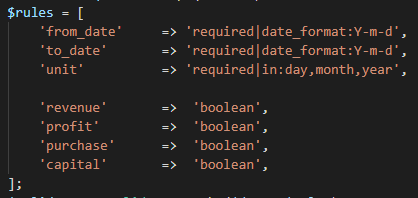 $rules = [
    'from_date'     => 'required|date_format:Y-m-d',
    'to_date'       => 'required|date_format:Y-m-d',
    'unit'          => 'required|in:day,month,year',

    'revenue'       =>  'boolean',
    'profit'        =>  'boolean',
    'purchase'      =>  'boolean',
    'capital'       =>  'boolean',
];